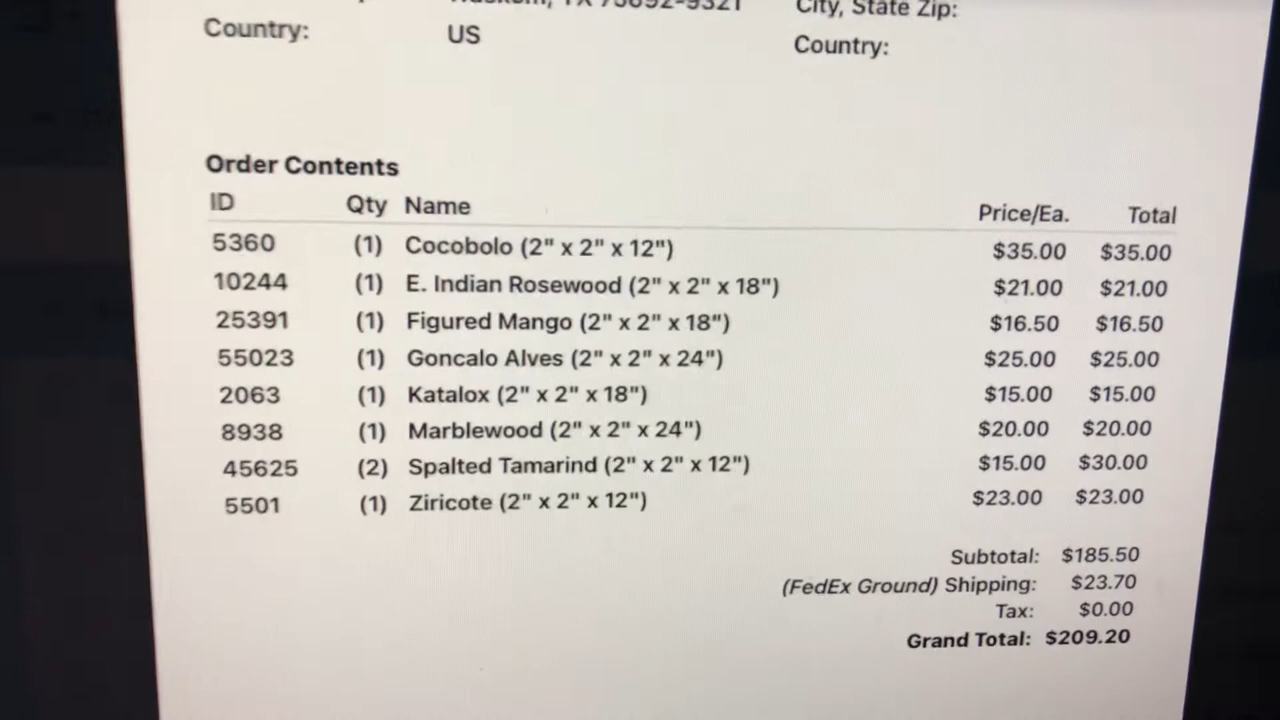 TX 75692-9321 City, State Zip:
Country: US Country:
Order Contents
ID Qty Name Price/Ea. Total
5360 (1) Cocobolo (2" x 2" x 12") $35.00 $35.00
10244 (1) E. Indian Rosewood (2" x 2" x 18") $21.00 $21.00
25391 (1) Figured Mango (2" x 2" x 18") $16.50 $16.50
55023 (1) Goncalo Alves (2" x 2" x 24") $25.00 $25.00
2063 (1) Katalox (2" x 2" x 18") $15.00 $15.00
8938 (1) Marblewood (2" x 2" x 24") $20.00 $20.00
45625 (2) Spalted Tamarind (2" x 2" x 12") $15.00 $30.00
5501 (1) Ziricote (2" x 2" x 12") $23.00 $23.00
Subtotal: $185.50
(FedEx Ground) Shipping: $23.70
Tax: $0.00
Grand Total: $209.20